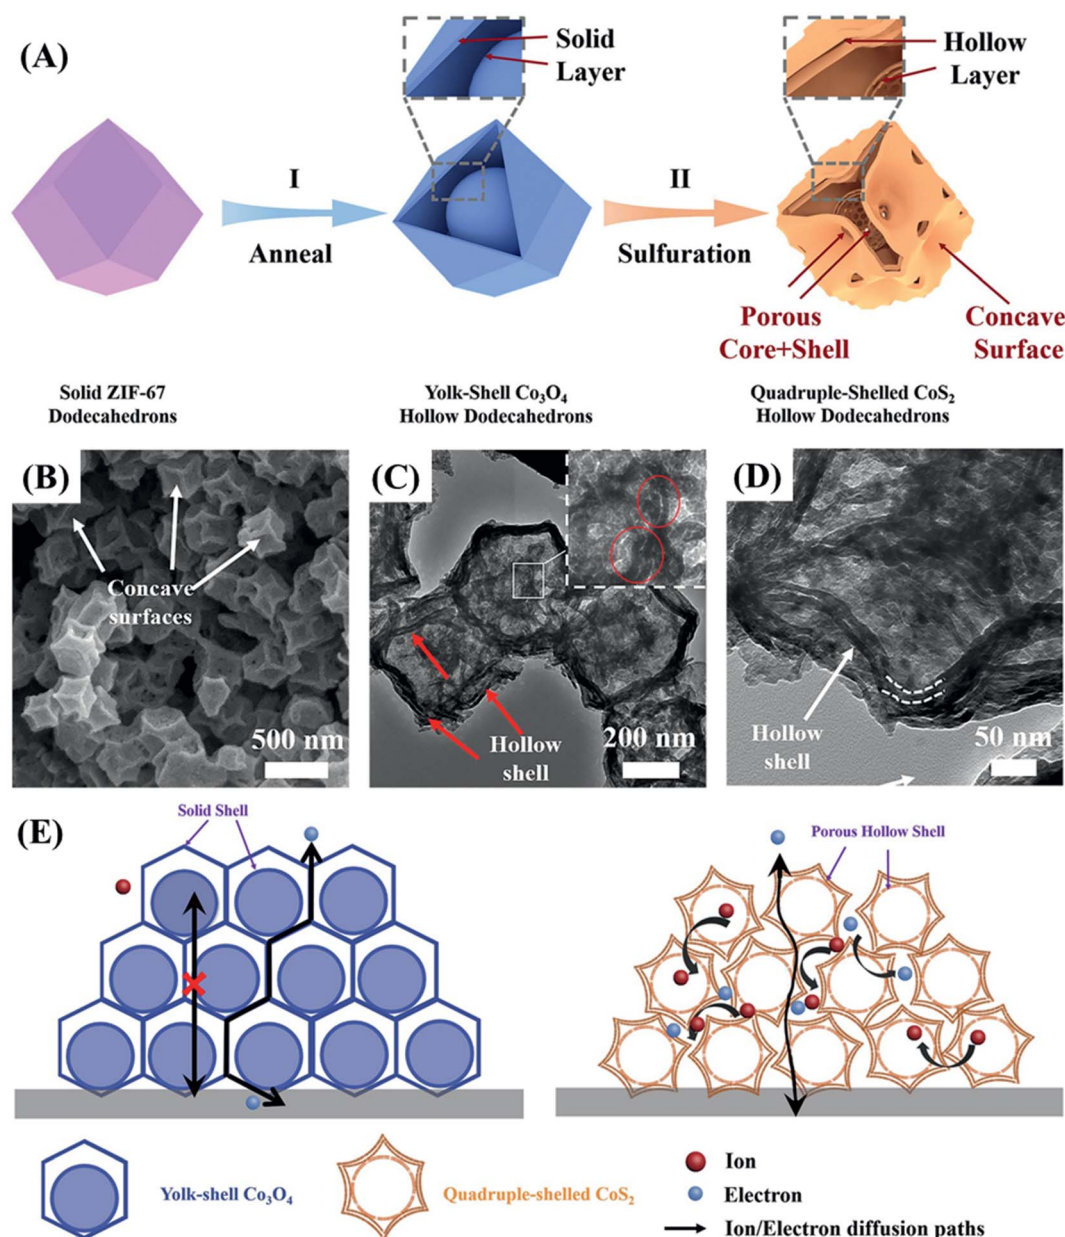 (A)
Solid
Layer
Hollow
Layer
I
Anneal
II
Sulfuration
Porous
Core+Shell
Concave
Surface
Solid ZIF-67
Dodecahedrons
Yolk-Shell Co₃O₄
Hollow Dodecahedrons
Quadruple-Shelled CoS₂
Hollow Dodecahedrons
(B)
Concave
surfaces
500 nm
(C)
Hollow
shell
200 nm
(D)
Hollow
shell
50 nm
(E)
Solid Shell
Porous Hollow Shell
Yolk-shell Co₃O₄
Quadruple-shelled CoS₂
Ion
Electron
Ion/Electron diffusion paths